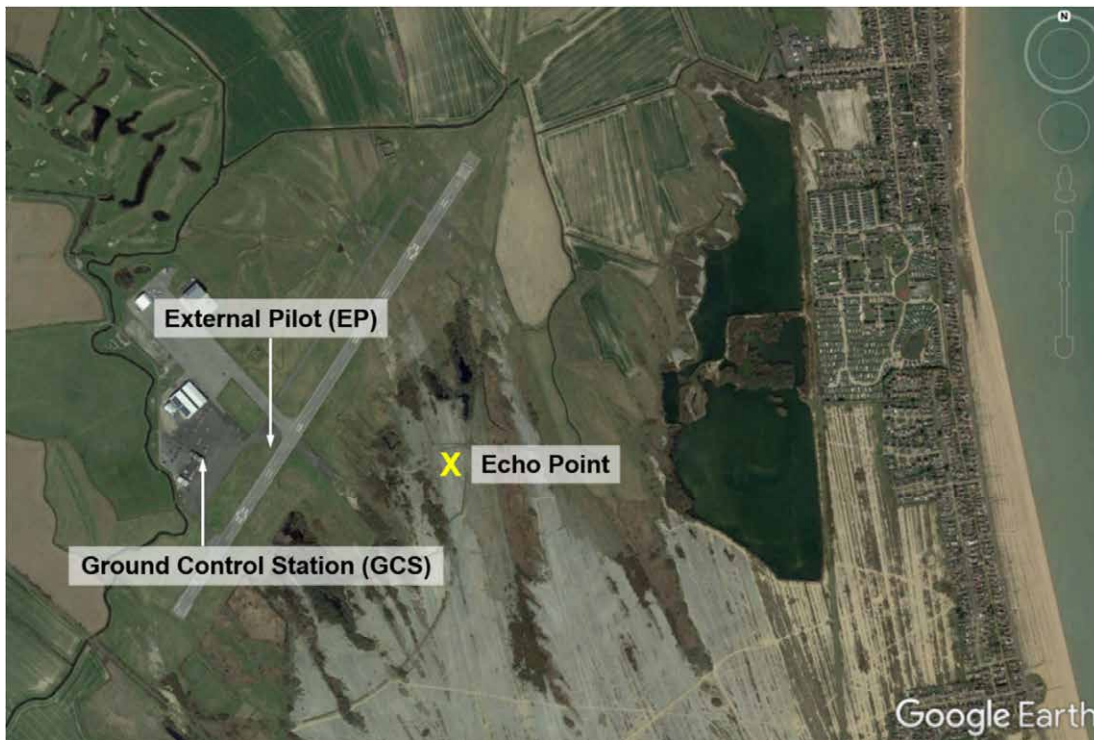 N
External Pilot (EP)
X Echo Point
Ground Control Station (GCS)
Google Earth